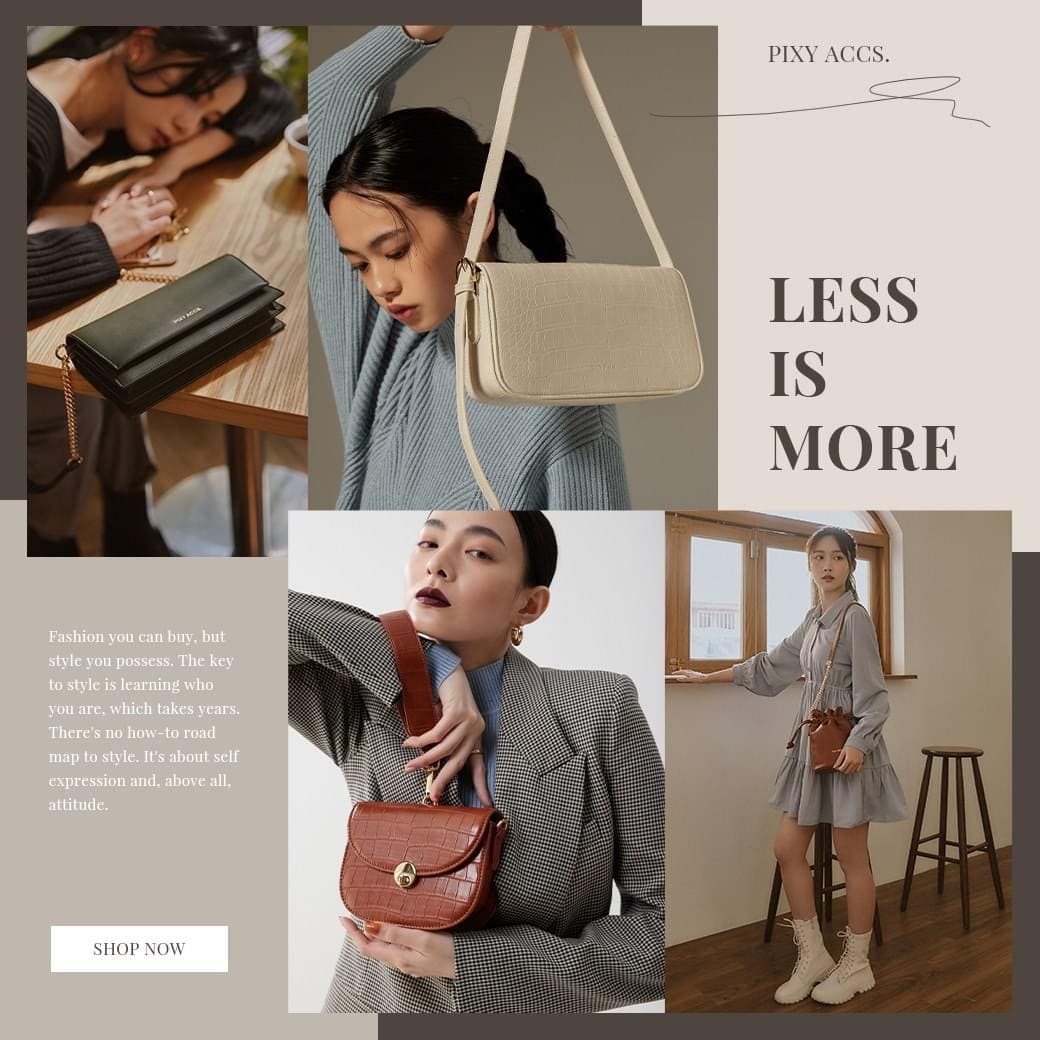 PIXY ACCS.
PIXY ACCS.
LESS
IS
MORE
Fashion you can buy, but
style you possess. The key
to style is learning who
you are, which takes years.
There's no how-to road
map to style. It's about self
expression and, above all,
attitude.
SHOP NOW